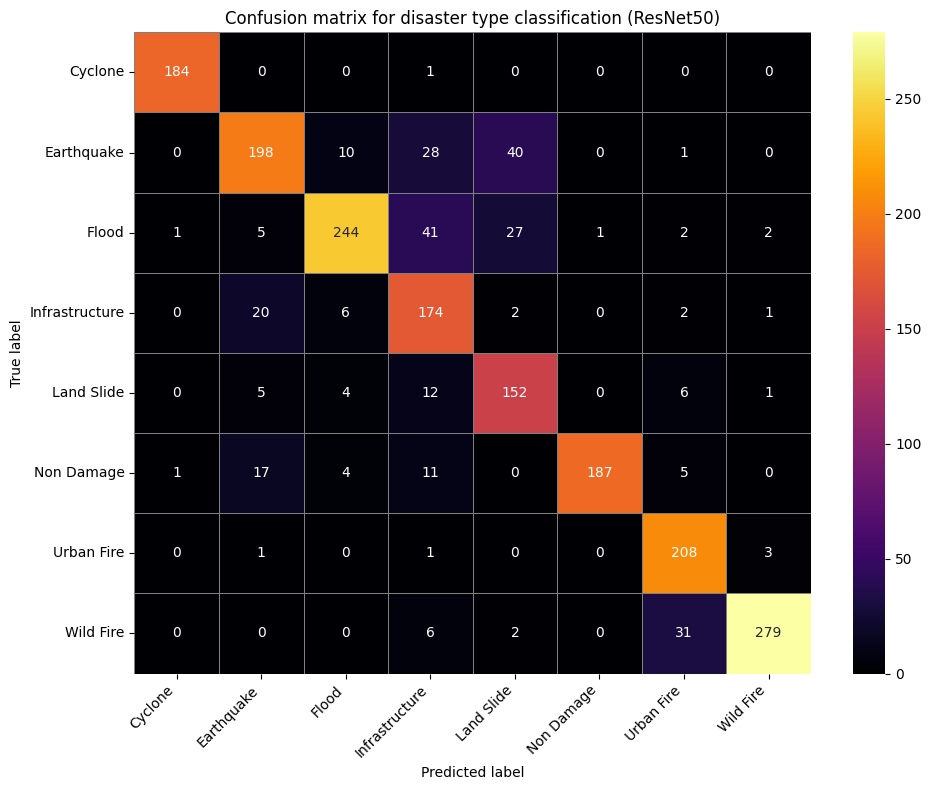 Confusion matrix for disaster type classification (ResNet50)
True label
Cyclone 184 0 0 1 0 0 0 0
Earthquake 0 198 10 28 40 0 1 0
Flood 1 5 244 41 27 1 2 2
Infrastructure 0 20 6 174 2 0 2 1
Land Slide 0 5 4 12 152 0 6 1
Non Damage 1 17 4 11 0 187 5 0
Urban Fire 0 1 0 1 0 0 208 3
Wild Fire 0 0 0 6 2 0 31 279
Cyclone Earthquake Flood Infrastructure Land Slide Non Damage Urban Fire Wild Fire
Predicted label
250
200
150
100
50
0